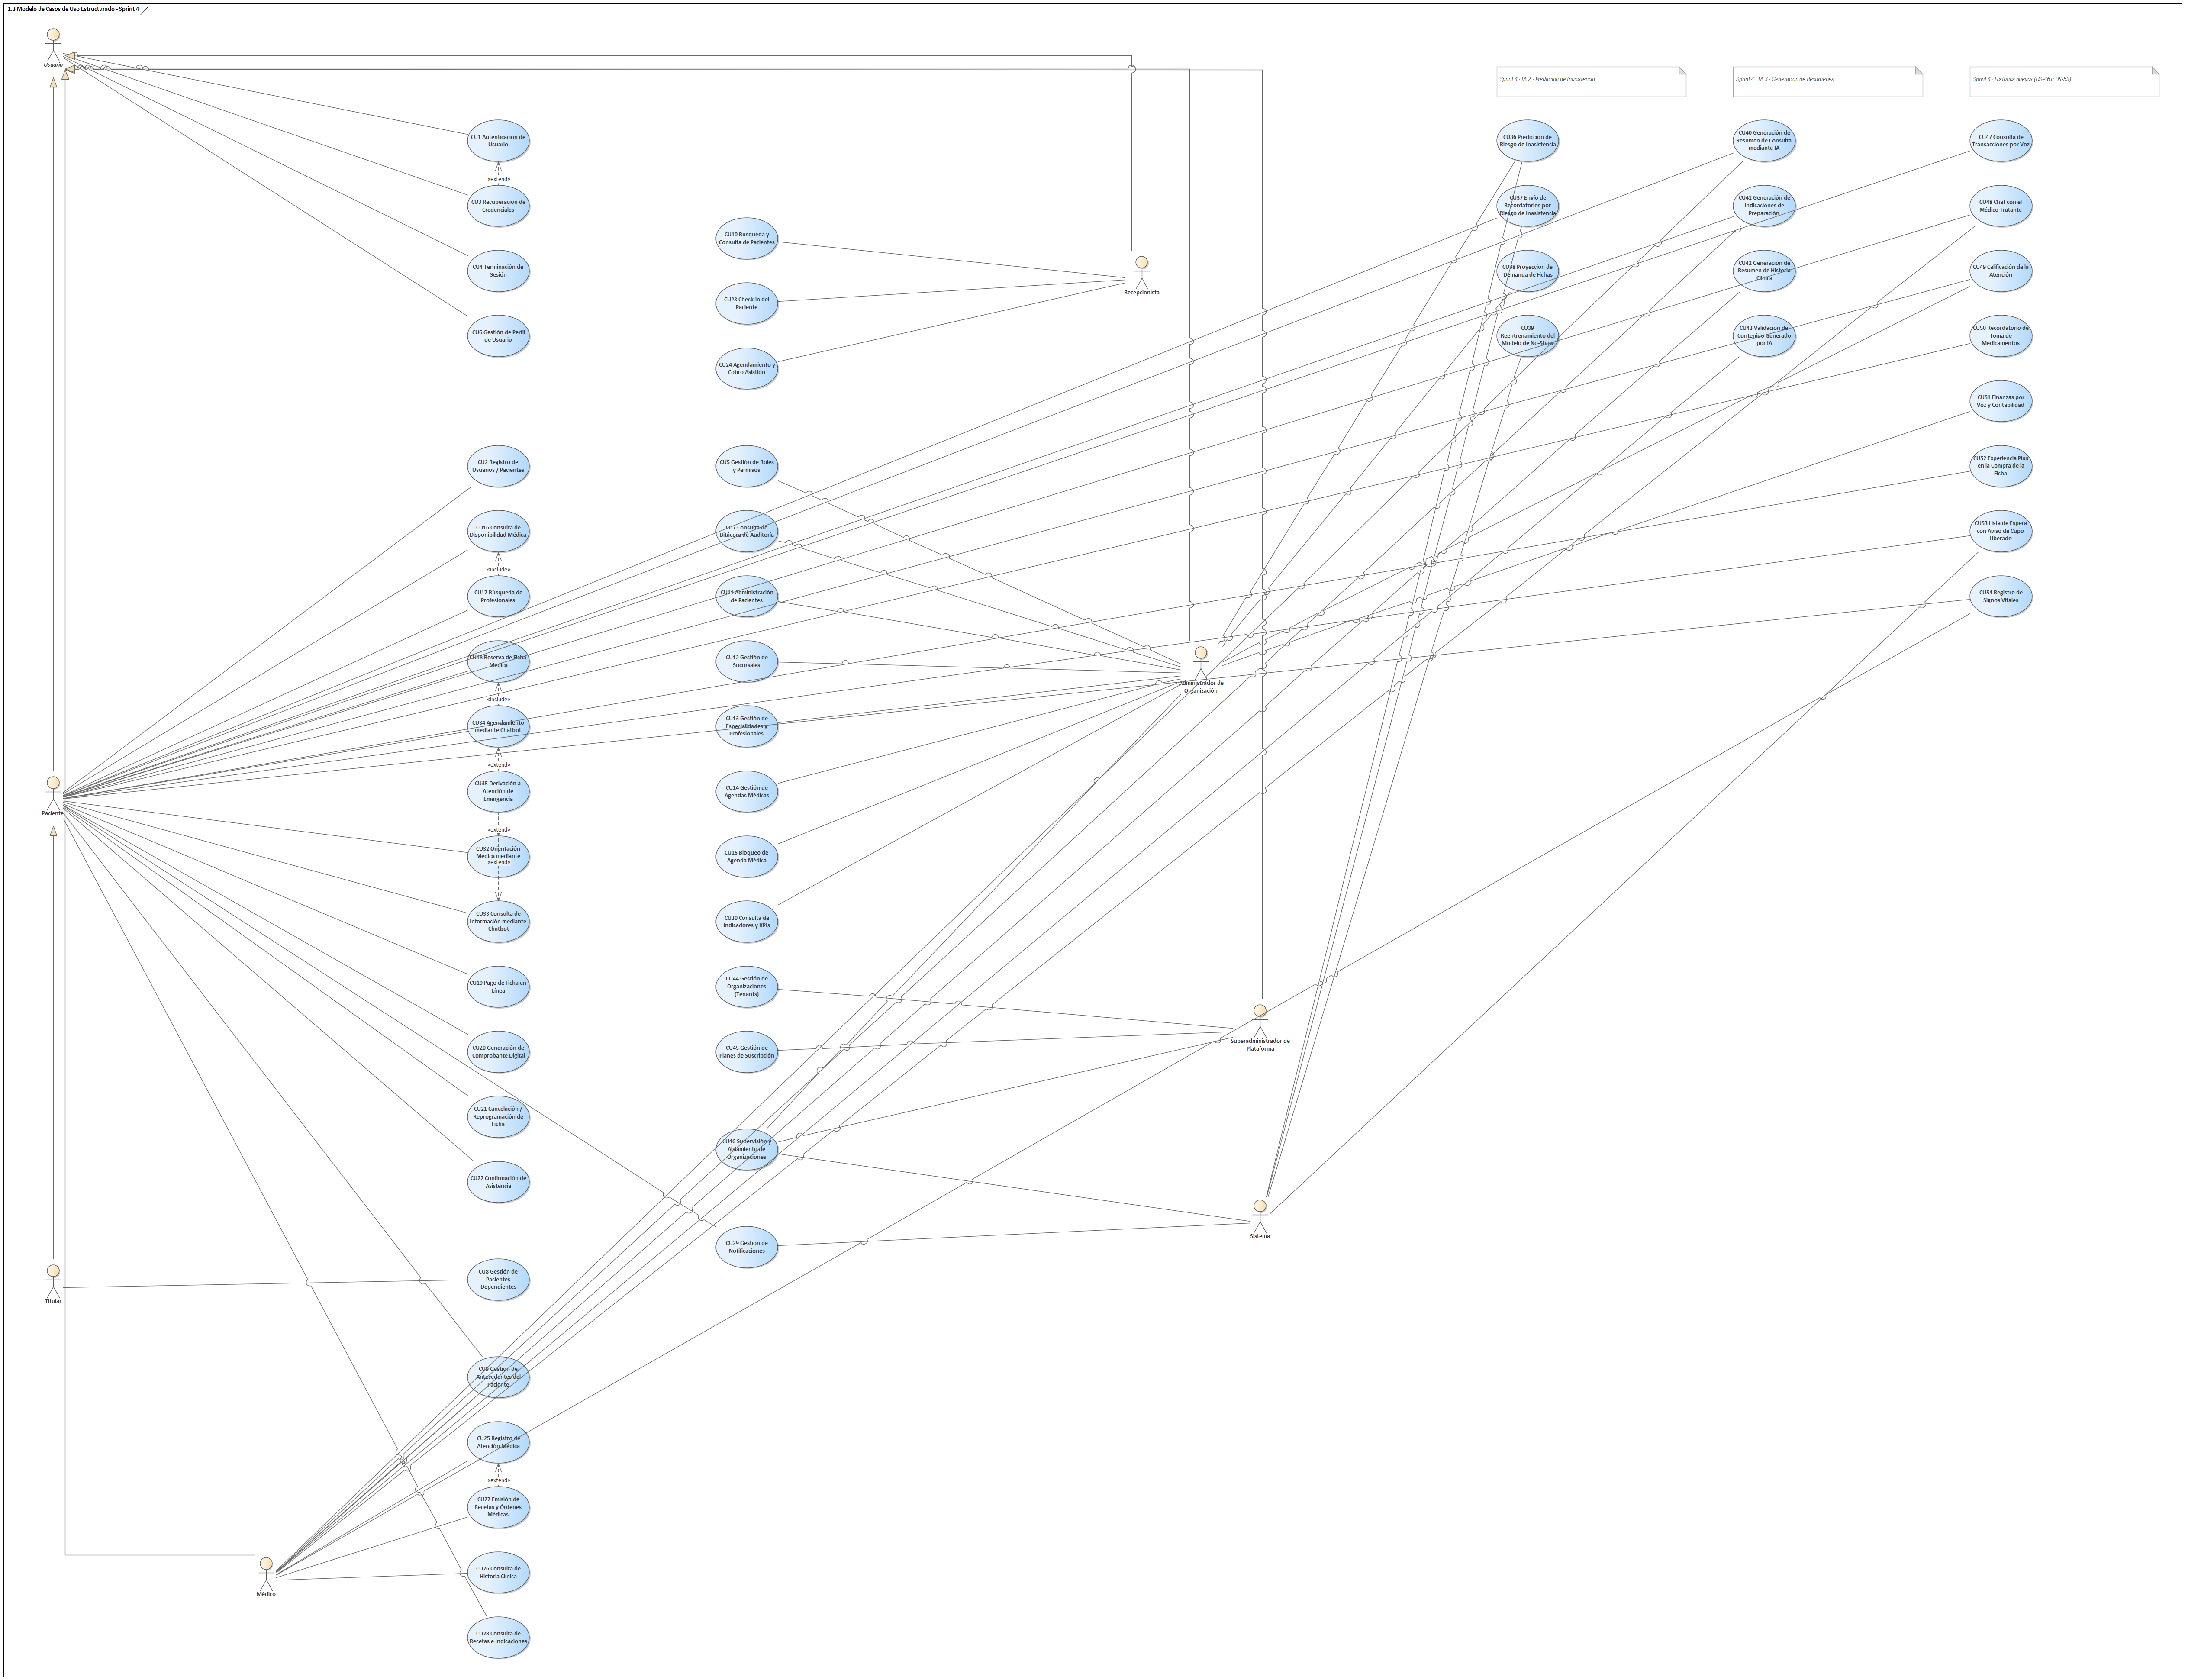 1.3 Modelo de Casos de Uso Estructurado - Sprint 4
Usuario
Sprint 4 - IA 2 - Predicción de Inasistencia
Sprint 4 - IA 3 - Generación de Resúmenes
Sprint 4 - Historias nuevas (US-46 a US-53)
CU1 Autenticación de
Usuario
«extend»
CU3 Recuperación de
Credenciales
CU4 Terminación de
Sesión
CU6 Gestión de Perfil
de Usuario
CU10 Búsqueda y
Consulta de Pacientes
CU23 Check-in del
Paciente
CU24 Agendamiento y
Cobro Asistido
Recepcionista
CU36 Predicción de
Riesgo de Inasistencia
CU37 Envío de
Recordatorios por
Riesgo de Inasistencia
CU38 Proyección de
Demanda de Fichas
CU39
Reentrenamiento del
Modelo de No-Show
CU40 Generación de
Resumen de Consulta
mediante IA
CU41 Generación de
Indicaciones de
Preparación
CU42 Generación de
Resumen de Historia
Clínica
CU43 Validación de
Contenido Generado
por IA
CU47 Consulta de
Transacciones por Voz
CU48 Chat con el
Médico Tratante
CU49 Calificación de la
Atención
CU50 Recordatorio de
Toma de
Medicamentos
CU51 Finanzas por
Voz y Contabilidad
CU52 Experiencia Plus
en la Compra de la
Ficha
CU53 Lista de Espera
con Aviso de Cupo
Liberado
CU54 Registro de
Signos Vitales
CU2 Registro de
Usuarios / Pacientes
CU16 Consulta de
Disponibilidad Médica
«include»
CU17 Búsqueda de
Profesionales
CU18 Reserva de Ficha
Médica
«include»
CU34 Agendamiento
mediante Chatbot
«extend»
CU35 Derivación a
Atención de
Emergencia
«extend»
CU32 Orientación
Médica mediante
«extend»
CU33 Consulta de
Información mediante
Chatbot
CU19 Pago de Ficha en
Línea
CU20 Generación de
Comprobante Digital
CU21 Cancelación /
Reprogramación de
Ficha
CU22 Confirmación de
Asistencia
Paciente
CU5 Gestión de Roles
y Permisos
CU7 Consulta de
Bitácora de Auditoría
CU11 Administración
de Pacientes
CU12 Gestión de
Sucursales
CU13 Gestión de
Especialidades y
Profesionales
CU14 Gestión de
Agendas Médicas
CU15 Bloqueo de
Agenda Médica
CU30 Consulta de
Indicadores y KPIs
Administrador de
Organización
CU44 Gestión de
Organizaciones
(Tenants)
CU45 Gestión de
Planes de Suscripción
CU46 Supervisión y
Aislamiento de
Organizaciones
Superadministrador de
Plataforma
CU29 Gestión de
Notificaciones
Sistema
Titular
CU8 Gestión de
Pacientes
Dependientes
CU9 Gestión de
Antecedentes del
Paciente
CU25 Registro de
Atención Médica
«extend»
CU27 Emisión de
Recetas y Órdenes
Médicas
CU26 Consulta de
Historia Clínica
CU28 Consulta de
Recetas e Indicaciones
Médico